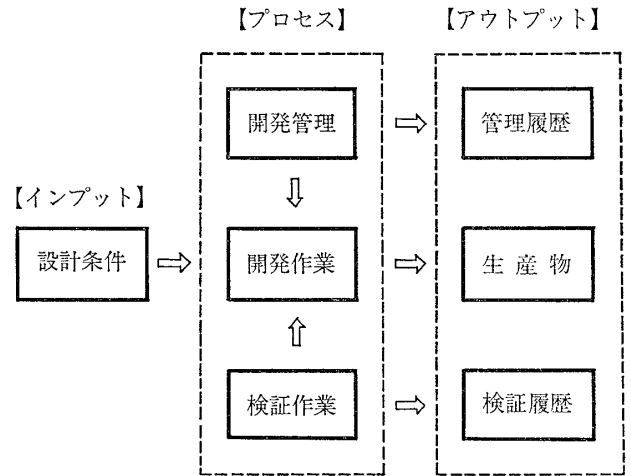 【プロセス】
【アウトプット】
開発管理
管理履歴
【インプット】
設計条件
開発作業
生産物
検証作業
検証履歴